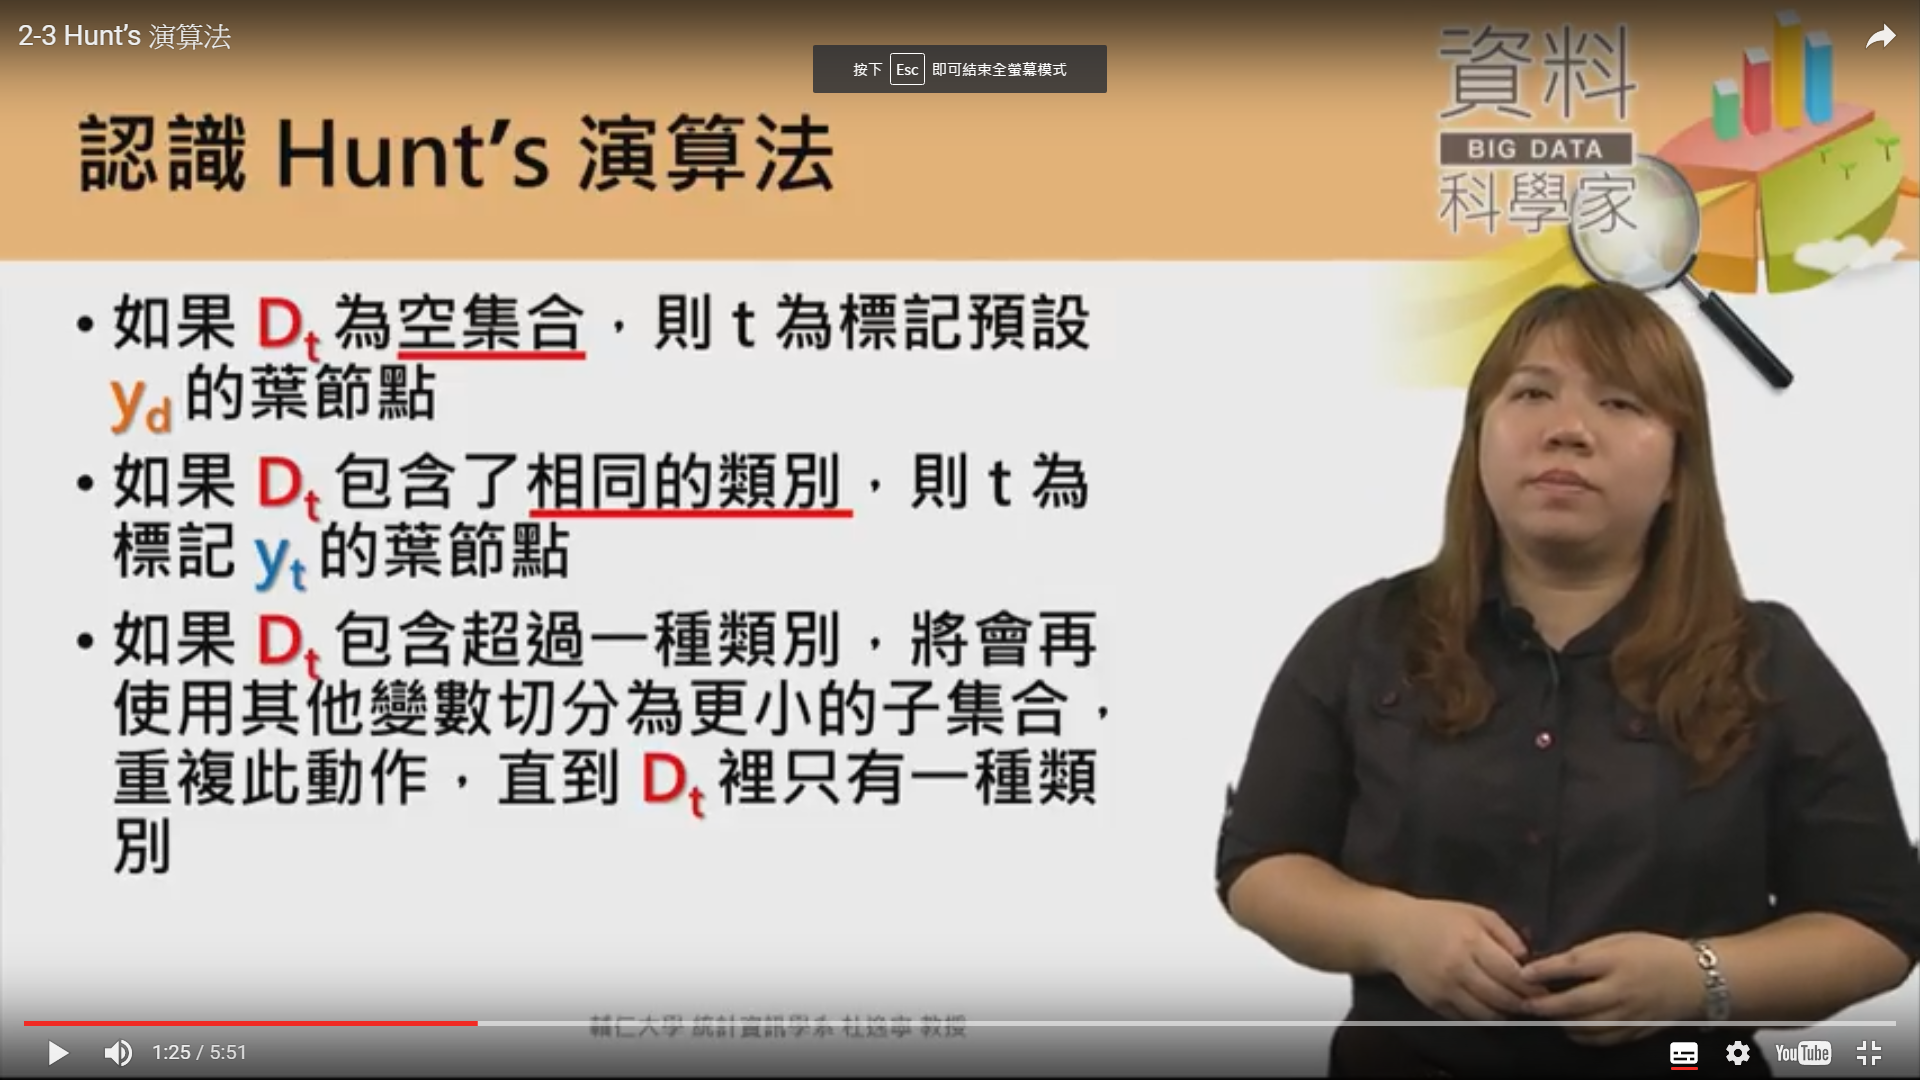 2-3 Hunt's 演算法
按下 Esc 即可結束全螢幕模式
認識 Hunt's 演算法
資料
BIG DATA
科學家
• 如果 Dt 為空集合，則 t 為標記預設
yd 的葉節點
• 如果 Dt 包含了相同的類別，則 t 為
標記 yt 的葉節點
• 如果 Dt 包含超過一種類別，將會再
使用其他變數切分為更小的子集合，
重複此動作，直到 Dt 裡只有一種類
別
輔仁大學 統計資訊學系 杜逸寧 教授
1:25 / 5:51
YouTube